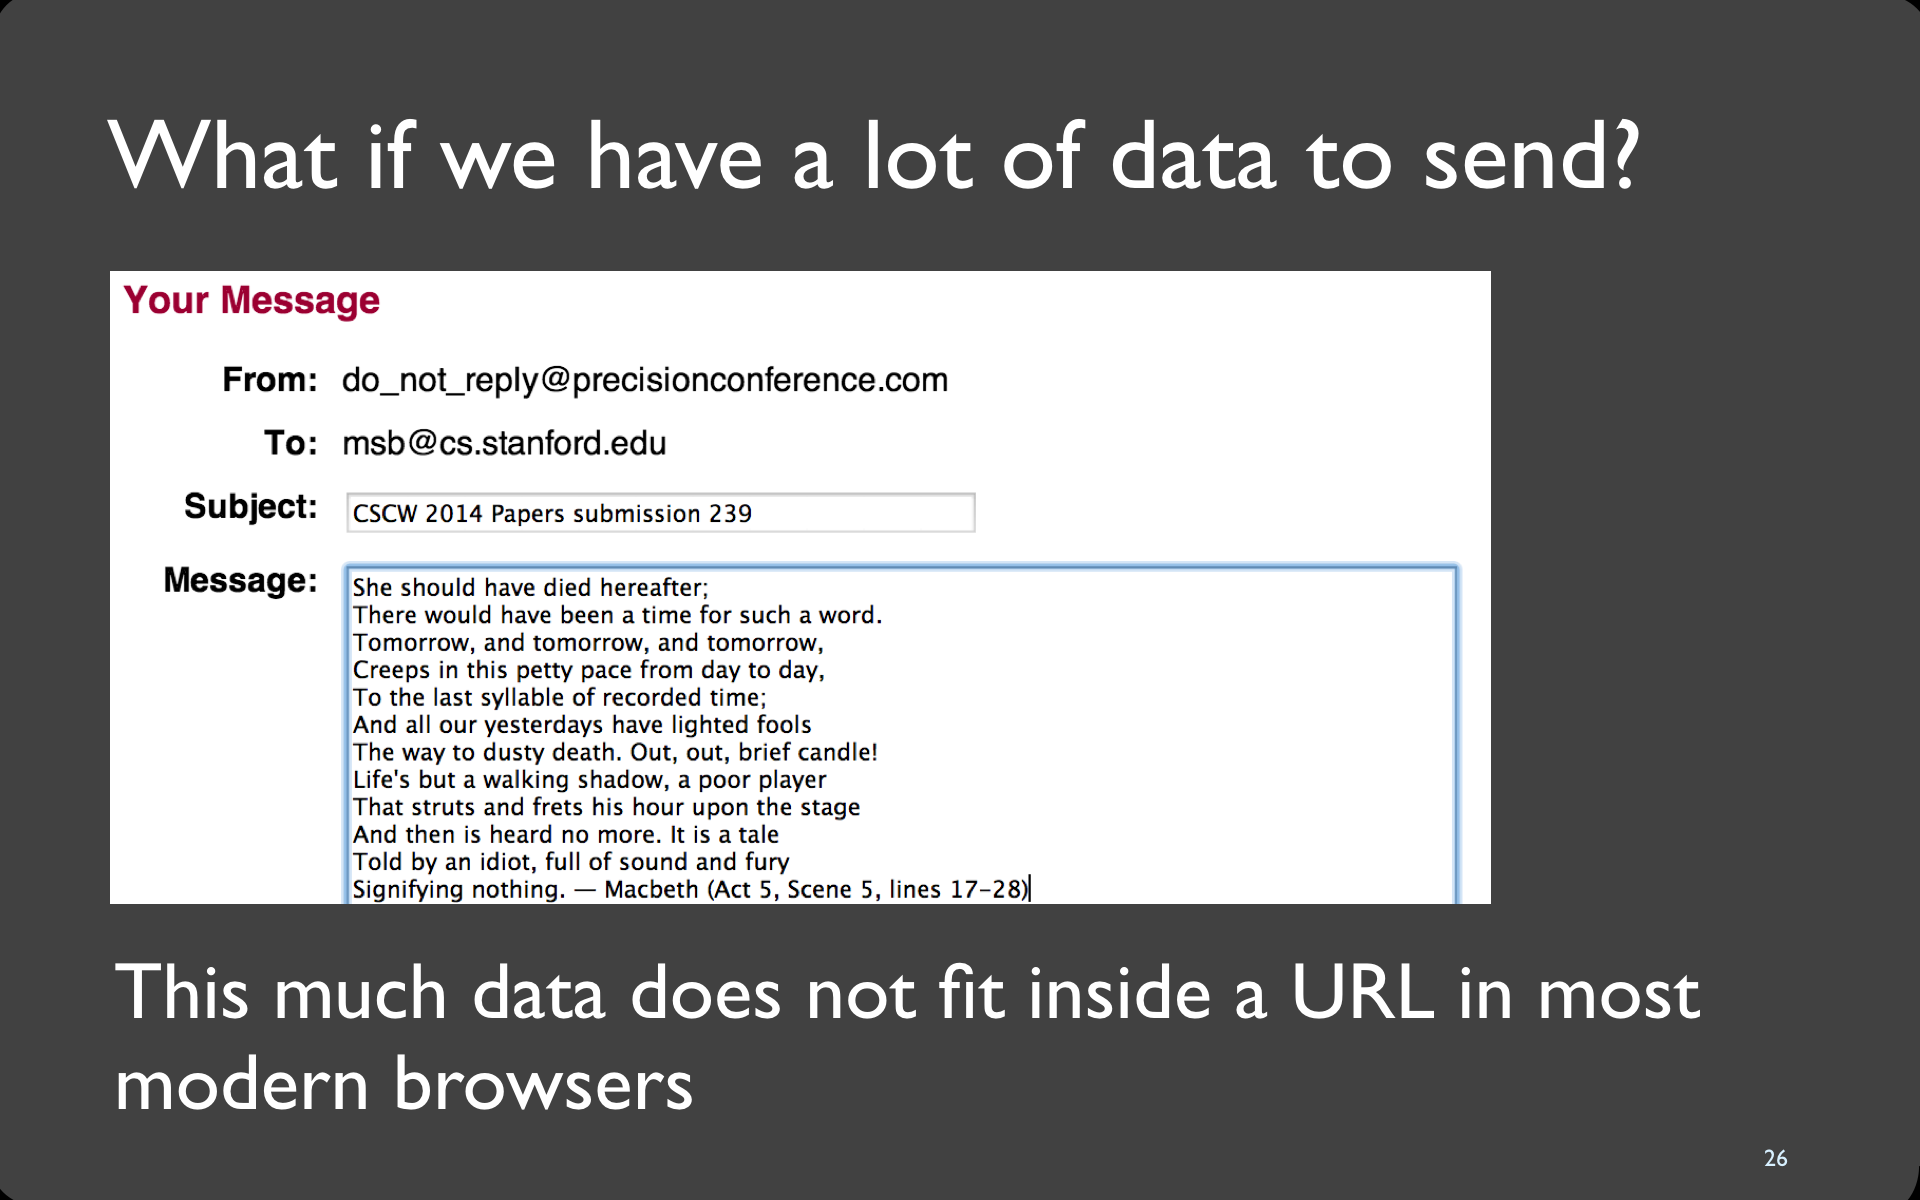 What if we have a lot of data to send?
Your Message
From: do_not_reply@precisionconference.com
To: msb@cs.stanford.edu
Subject: CSCW 2014 Papers submission 239
Message: She should have died hereafter;
There would have been a time for such a word.
Tomorrow, and tomorrow, and tomorrow,
Creeps in this petty pace from day to day,
To the last syllable of recorded time;
And all our yesterdays have lighted fools
The way to dusty death. Out, out, brief candle!
Life's but a walking shadow, a poor player
That struts and frets his hour upon the stage
And then is heard no more. It is a tale
Told by an idiot, full of sound and fury
Signifying nothing. — Macbeth (Act 5, Scene 5, lines 17–28)
This much data does not fit inside a URL in most
modern browsers
26